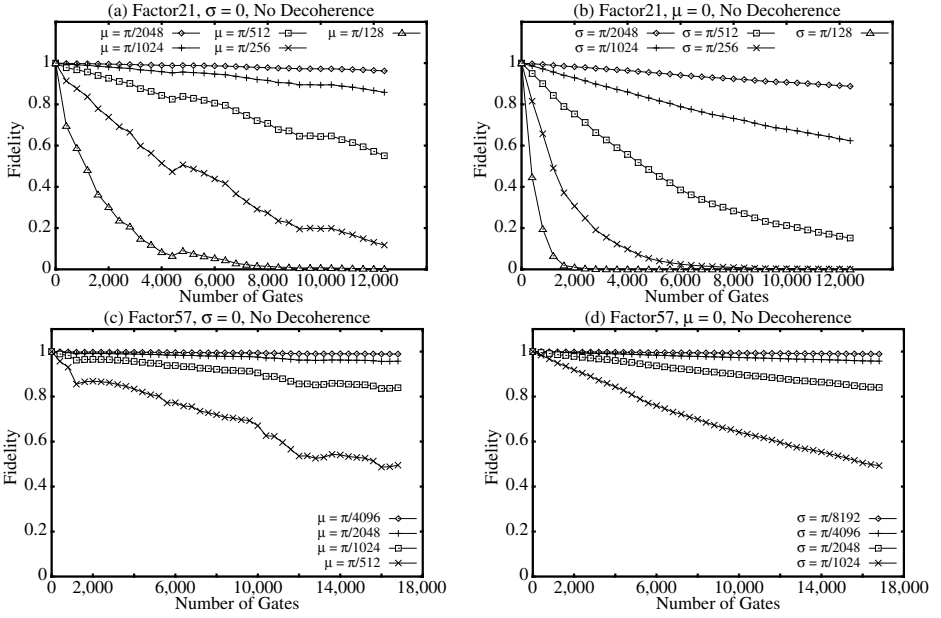 (a) Factor21, σ = 0, No Decoherence
μ = π/2048 μ = π/512 μ = π/128
μ = π/1024 μ = π/256
1
0.8
0.6
0.4
0.2
0
Fidelity
0 2,000 4,000 6,000 8,000 10,000 12,000
Number of Gates
(b) Factor21, μ = 0, No Decoherence
σ = π/2048 σ = π/512 σ = π/128
σ = π/1024 σ = π/256
1
0.8
0.6
0.4
0.2
0
Fidelity
0 2,000 4,000 6,000 8,000 10,000 12,000
Number of Gates
(c) Factor57, σ = 0, No Decoherence
1
0.8
0.6
0.4
0.2
0
Fidelity
μ = π/4096
μ = π/2048
μ = π/1024
μ = π/512
0 2,000 6,000 10,000 14,000 18,000
Number of Gates
(d) Factor57, μ = 0, No Decoherence
1
0.8
0.6
0.4
0.2
0
Fidelity
σ = π/8192
σ = π/4096
σ = π/2048
σ = π/1024
0 2,000 6,000 10,000 14,000 18,000
Number of Gates